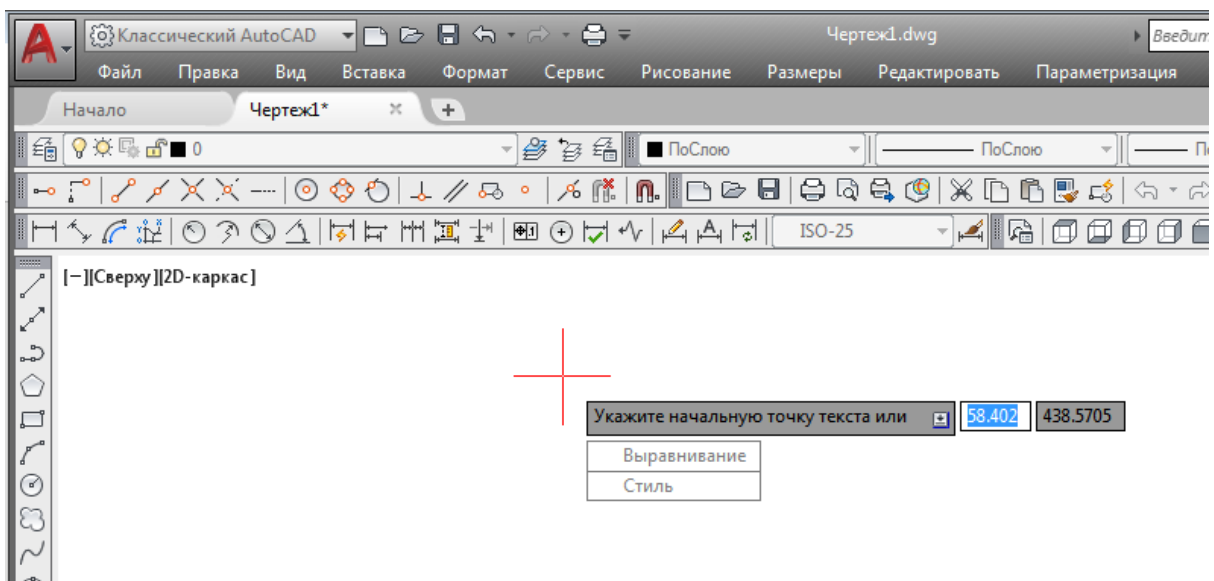 Классический AutoCAD
Чертеж1.dwg
Файл Правка Вид Вставка Формат Сервис Рисование Размеры Редактировать Параметризация
Начало Чертеж1*
0 ПоСлою ПоСлою
ISO-25
[−][Сверху][2D-каркас]
Укажите начальную точку текста или 58.402 438.5705
Выравнивание
Стиль